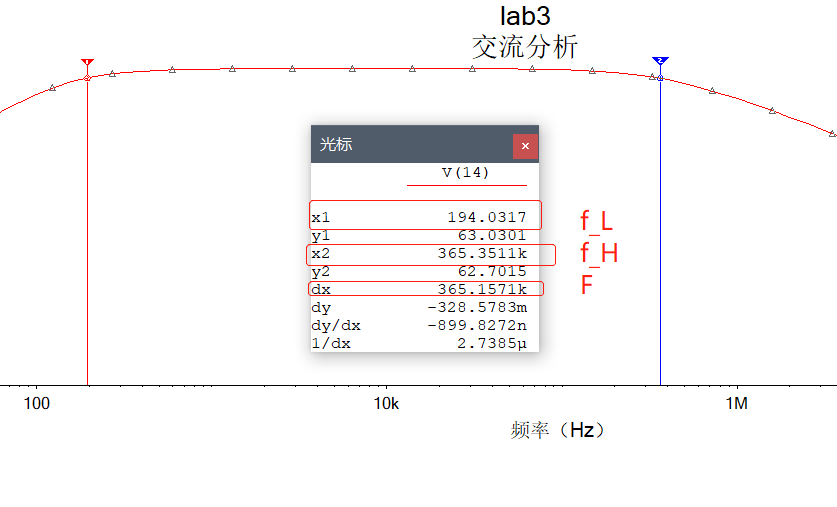 lab3
交流分析
1
2
光标
×
V(14)
x1 194.0317
y1 63.0301
x2 365.3511k
y2 62.7015
dx 365.1571k
dy -328.5783m
dy/dx -899.8272n
1/dx 2.7385µ
f_L
f_H
F
100 10k 1M
频率（Hz）